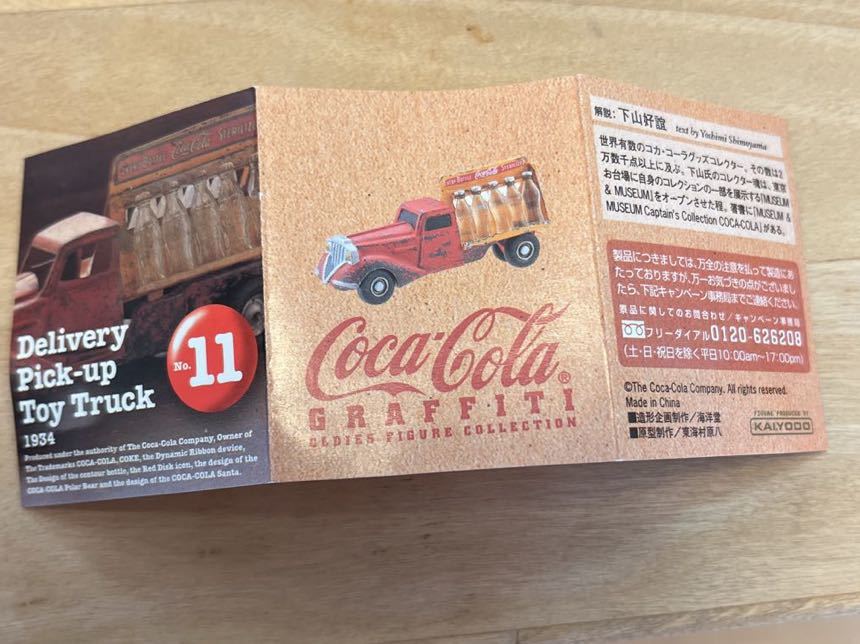 EVERY BOTTLE Coca-Cola STERILIZED
Delivery
Pick-up
Toy Truck
1934
No. 11
Produced under the authority of The Coca-Cola Company, Owner of
The Trademarks COCA-COLA, COKE, the Dynamic Ribbon device,
The Design of the contour bottle, the Red Disk icon, the design of the
COCA-COLA Polar Bear and the design of the COCA-COLA Santa.
Coca-Cola
Coca-Cola®
GRAFFITI
OLDIES FIGURE COLLECTION
解説:下山好誼 text by Yoshimi Shimoyama
世界有数のコカ・コーラグッズコレクター。その数は2
万数千点以上に及ぶ。下山氏のコレクター魂は、東京
お台場に自身のコレクションの一部を展示する「MUSEUM
& MUSEUM」をオープンさせた程。著書に「MUSEUM &
MUSEUM Captain's Collection COCA-COLA」がある。
製品につきましては、万全の注意を払って製造にあ
たっておりますが、万一お気づきの点がございまし
たら、下記キャンペーン事務局までご連絡ください。
景品に関してのお問合わせ/キャンペーン事務局
フリーダイアル0120-626208
(土・日・祝日を除く平日10:00am〜17:00pm)
©The Coca-Cola Company. All rights reserved.
Made in China
■造形企画制作/海洋堂
■原型制作/東海村原八
FIGURE PRODUCED BY
KAIYODO